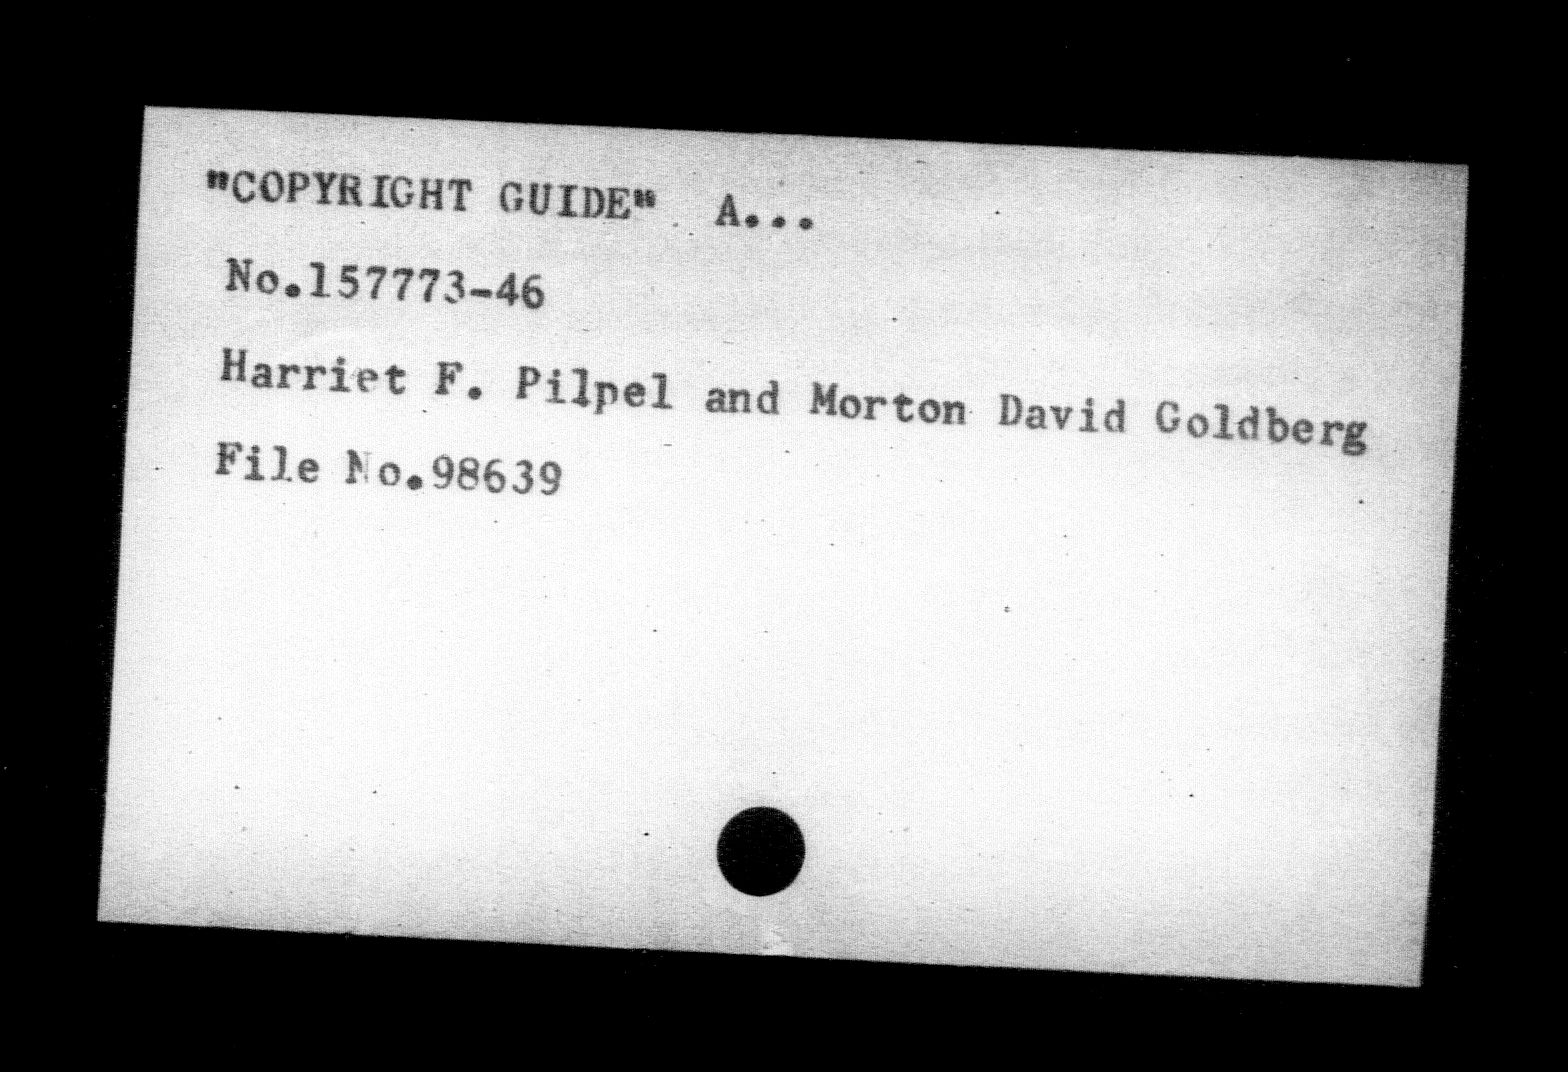 "COPYRIGHT GUIDE" A...
No.157773-46
Harriet F. Pilpel and Morton David Goldberg
File No.98639